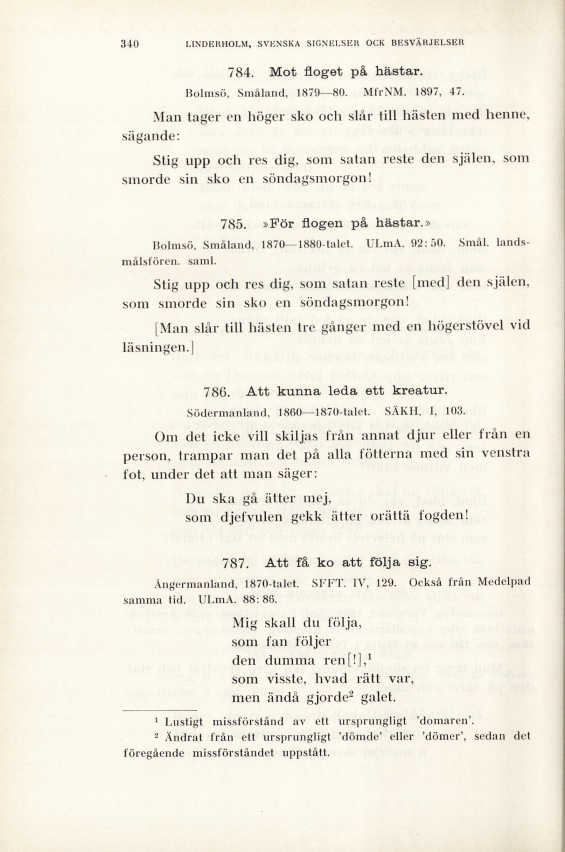 340 LINDERHOLM, SVENSKA SIGNELSER OCK BESVÄRJELSER
784. Mot floget på hästar.
Bolmsö, Småland, 1879—80. MfrNM. 1897, 47.
Man tager en höger sko och slår till hästen med henne,
sägande:
Stig upp och res dig, som satan reste den själen, som
smorde sin sko en söndagsmorgon!
785. »För flogen på hästar.»
Bolmsö, Småland, 1870—1880-talet. ULmA. 92: 50. Smål. lands-
målsfören. saml.
Stig upp och res dig, som satan reste [med] den själen,
som smorde sin sko en söndagsmorgon!
[Man slår till hästen tre gånger med en högerstövel vid
läsningen.]
786. Att kunna leda ett kreatur.
Södermanland, 1860—1870-talet. SÄKH, I, 103.
Om det icke vill skiljas från annat djur eller från en
person, trampar man det på alla fötterna med sin venstra
fot, under det att man säger:
Du ska gå ätter mej,
som djefvulen gekk ätter orättä fogden!
787. Att få ko att följa sig.
Ångermanland, 1870-talet. SFFT. IV, 129. Också från Medelpad
samma tid. ULmA. 88: 86.
Mig skall du följa,
som fan följer
den dumma ren[!],¹
som visste, hvad rätt var,
men ändå gjorde² galet.
¹ Lustigt missförstånd av ett ursprungligt 'domaren'.
² Ändrat från ett ursprungligt 'dömde' eller 'dömer', sedan det
föregående missförståndet uppstått.